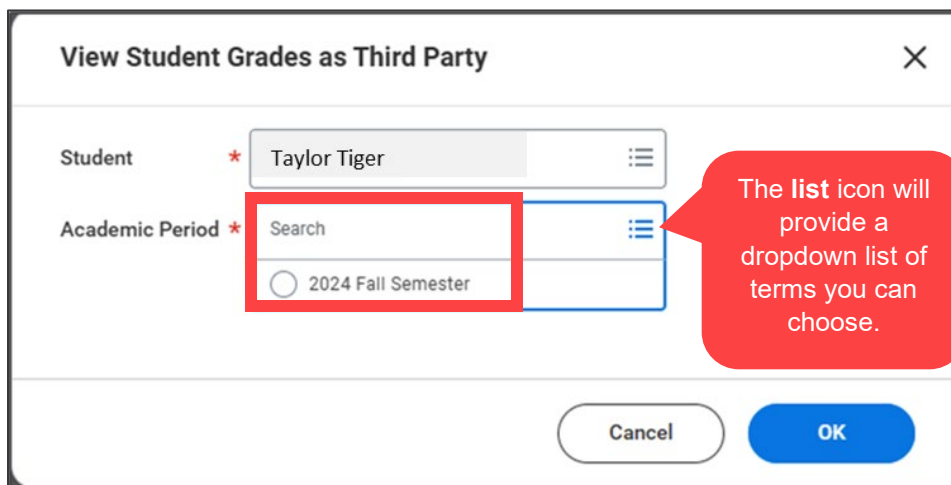 View Student Grades as Third Party
Student * Taylor Tiger
Academic Period * Search
2024 Fall Semester
The list icon will
provide a
dropdown list of
terms you can
choose.
Cancel OK